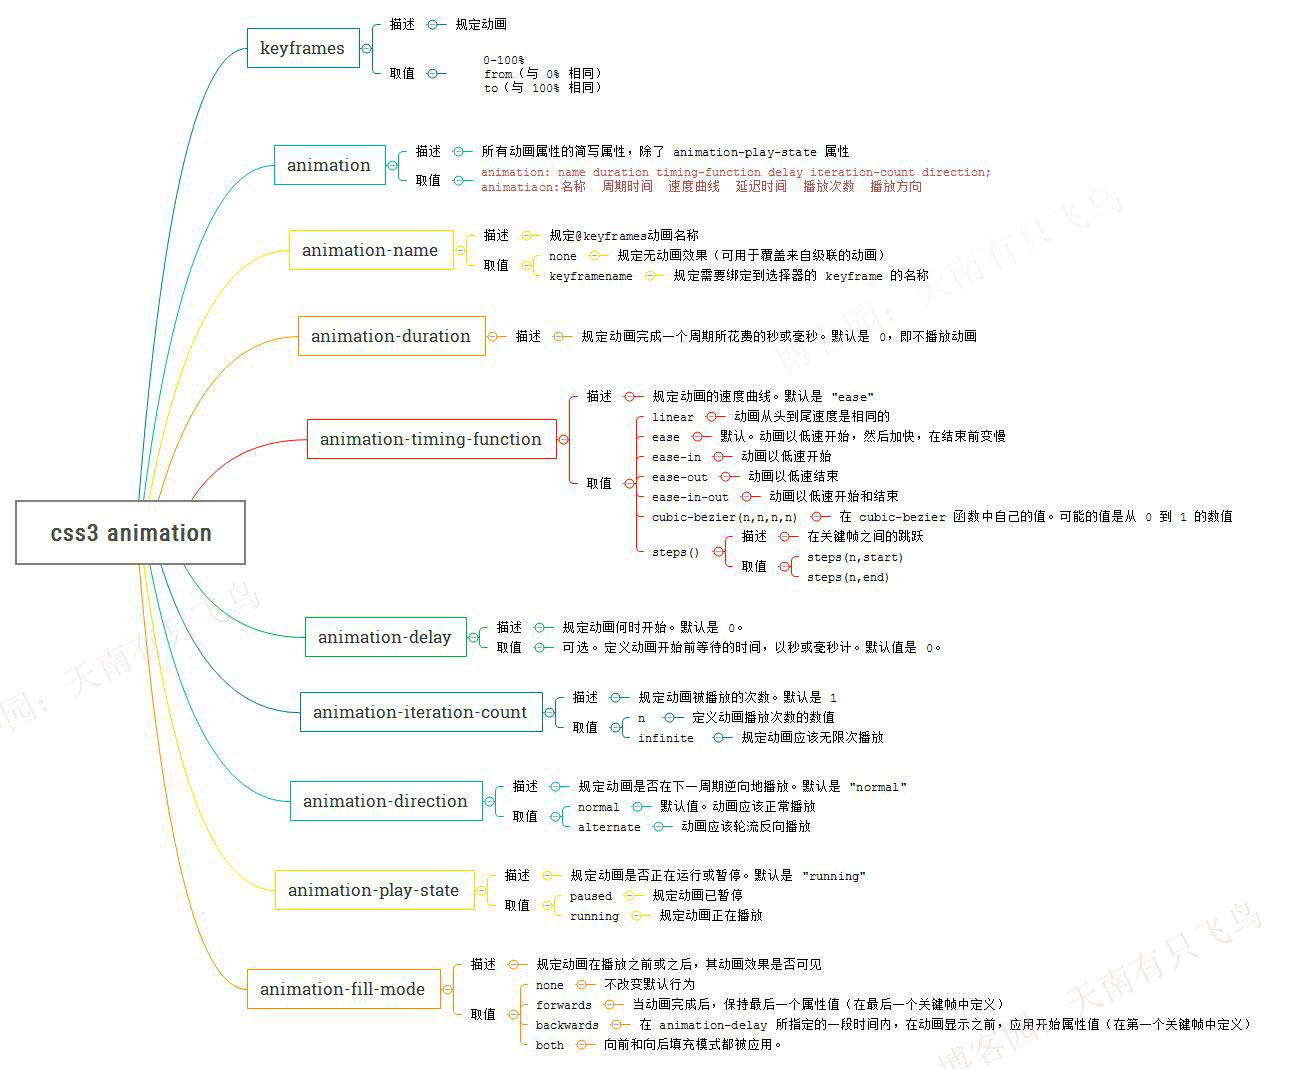 css3 animation
keyframes
描述
规定动画
取值
0-100%
from（与 0% 相同）
to（与 100% 相同）
animation
描述
所有动画属性的简写属性，除了 animation-play-state 属性
取值
animation: name duration timing-function delay iteration-count direction;
animatiaon:名称 周期时间 速度曲线 延迟时间 播放次数 播放方向
animation-name
描述
规定@keyframes动画名称
取值
none
规定无动画效果（可用于覆盖来自级联的动画）
keyframename
规定需要绑定到选择器的 keyframe 的名称
animation-duration
描述
规定动画完成一个周期所花费的秒或毫秒。默认是 0，即不播放动画
animation-timing-function
描述
规定动画的速度曲线。默认是 "ease"
取值
linear
动画从头到尾速度是相同的
ease
默认。动画以低速开始，然后加快，在结束前变慢
ease-in
动画以低速开始
ease-out
动画以低速结束
ease-in-out
动画以低速开始和结束
cubic-bezier(n,n,n,n)
在 cubic-bezier 函数中自己的值。可能的值是从 0 到 1 的数值
steps()
描述
在关键帧之间的跳跃
取值
steps(n,start)
steps(n,end)
animation-delay
描述
规定动画何时开始。默认是 0。
取值
可选。定义动画开始前等待的时间，以秒或毫秒计。默认值是 0。
animation-iteration-count
描述
规定动画被播放的次数。默认是 1
取值
n
定义动画播放次数的数值
infinite
规定动画应该无限次播放
animation-direction
描述
规定动画是否在下一周期逆向地播放。默认是 "normal"
取值
normal
默认值。动画应该正常播放
alternate
动画应该轮流反向播放
animation-play-state
描述
规定动画是否正在运行或暂停。默认是 "running"
取值
paused
规定动画已暂停
running
规定动画正在播放
animation-fill-mode
描述
规定动画在播放之前或之后，其动画效果是否可见
取值
none
不改变默认行为
forwards
当动画完成后，保持最后一个属性值（在最后一个关键帧中定义）
backwards
在 animation-delay 所指定的一段时间内，在动画显示之前，应用开始属性值（在第一个关键帧中定义）
both
向前和向后填充模式都被应用。
博客园：天南有只飞鸟
客园：天南有只飞鸟
博客园：天南有只飞鸟